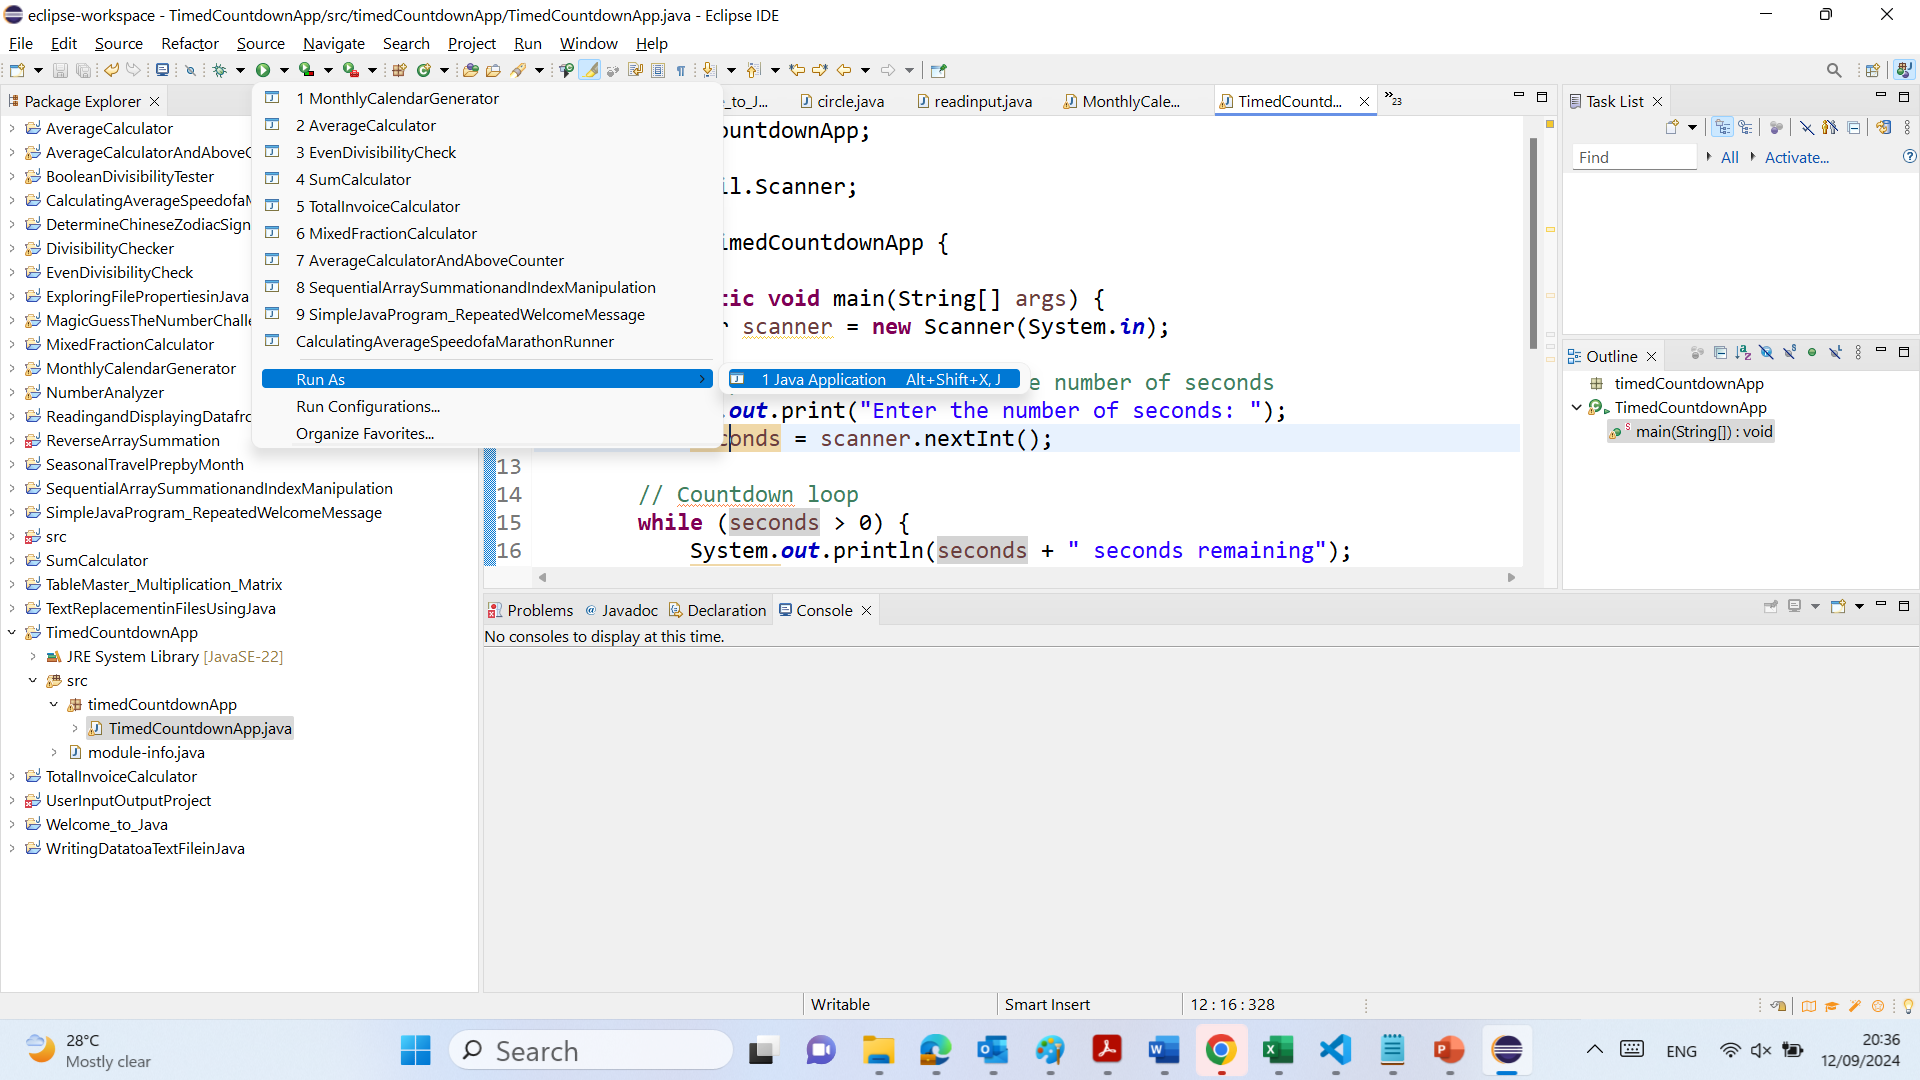 eclipse-workspace - TimedCountdownApp/src/timedCountdownApp/TimedCountdownApp.java - Eclipse IDE
File Edit Source Refactor Source Navigate Search Project Run Window Help
Package Explorer
AverageCalculator
AverageCalculatorAndAboveC
BooleanDivisibilityTester
CalculatingAverageSpeedofaM
DetermineChineseZodiacSign
DivisibilityChecker
EvenDivisibilityCheck
ExploringFilePropertiesinJava
MagicGuessTheNumberChalle
MixedFractionCalculator
MonthlyCalendarGenerator
NumberAnalyzer
ReadingandDisplayingDatafro
ReverseArraySummation
SeasonalTravelPrepbyMonth
SequentialArraySummationandIndexManipulation
SimpleJavaProgram_RepeatedWelcomeMessage
src
SumCalculator
TableMaster_Multiplication_Matrix
TextReplacementinFilesUsingJava
TimedCountdownApp
JRE System Library [JavaSE-22]
src
timedCountdownApp
TimedCountdownApp.java
module-info.java
TotalInvoiceCalculator
UserInputOutputProject
Welcome_to_Java
WritingDatatoaTextFileinJava
1 MonthlyCalendarGenerator
2 AverageCalculator
3 EvenDivisibilityCheck
4 SumCalculator
5 TotalInvoiceCalculator
6 MixedFractionCalculator
7 AverageCalculatorAndAboveCounter
8 SequentialArraySummationandIndexManipulation
9 SimpleJavaProgram_RepeatedWelcomeMessage
CalculatingAverageSpeedofaMarathonRunner
Run As
Run Configurations...
Organize Favorites...
1 Java Application Alt+Shift+X, J
_to_J... circle.java readinput.java MonthlyCale... TimedCountd... »23
ountdownApp;
il.Scanner;
imedCountdownApp {
tic void main(String[] args) {
r scanner = new Scanner(System.in);
e number of seconds
.out.print("Enter the number of seconds: ");
conds = scanner.nextInt();
13
14 // Countdown loop
15 while (seconds > 0) {
16 System.out.println(seconds + " seconds remaining");
Problems Javadoc Declaration Console
No consoles to display at this time.
Task List
Find All Activate...
Outline
timedCountdownApp
TimedCountdownApp
main(String[]) : void
Writable Smart Insert 12 : 16 : 328
28°C
Mostly clear
Search
ENG
20:36
12/09/2024